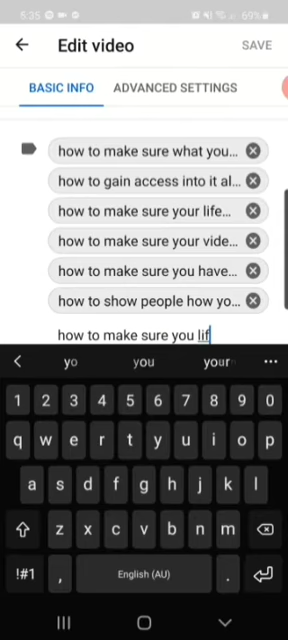 5:35
69%
Edit video
SAVE
BASIC INFO
ADVANCED SETTINGS
how to make sure what you...
how to gain access into it al...
how to make sure your life...
how to make sure your vide...
how to make sure you have...
how to show people how yo...
how to make sure you lif
yo you your
1 2 3 4 5 6 7 8 9 0
q w e r t y u i o p
a s d f g h j k l
z x c v b n m
!#1 , English (AU) .